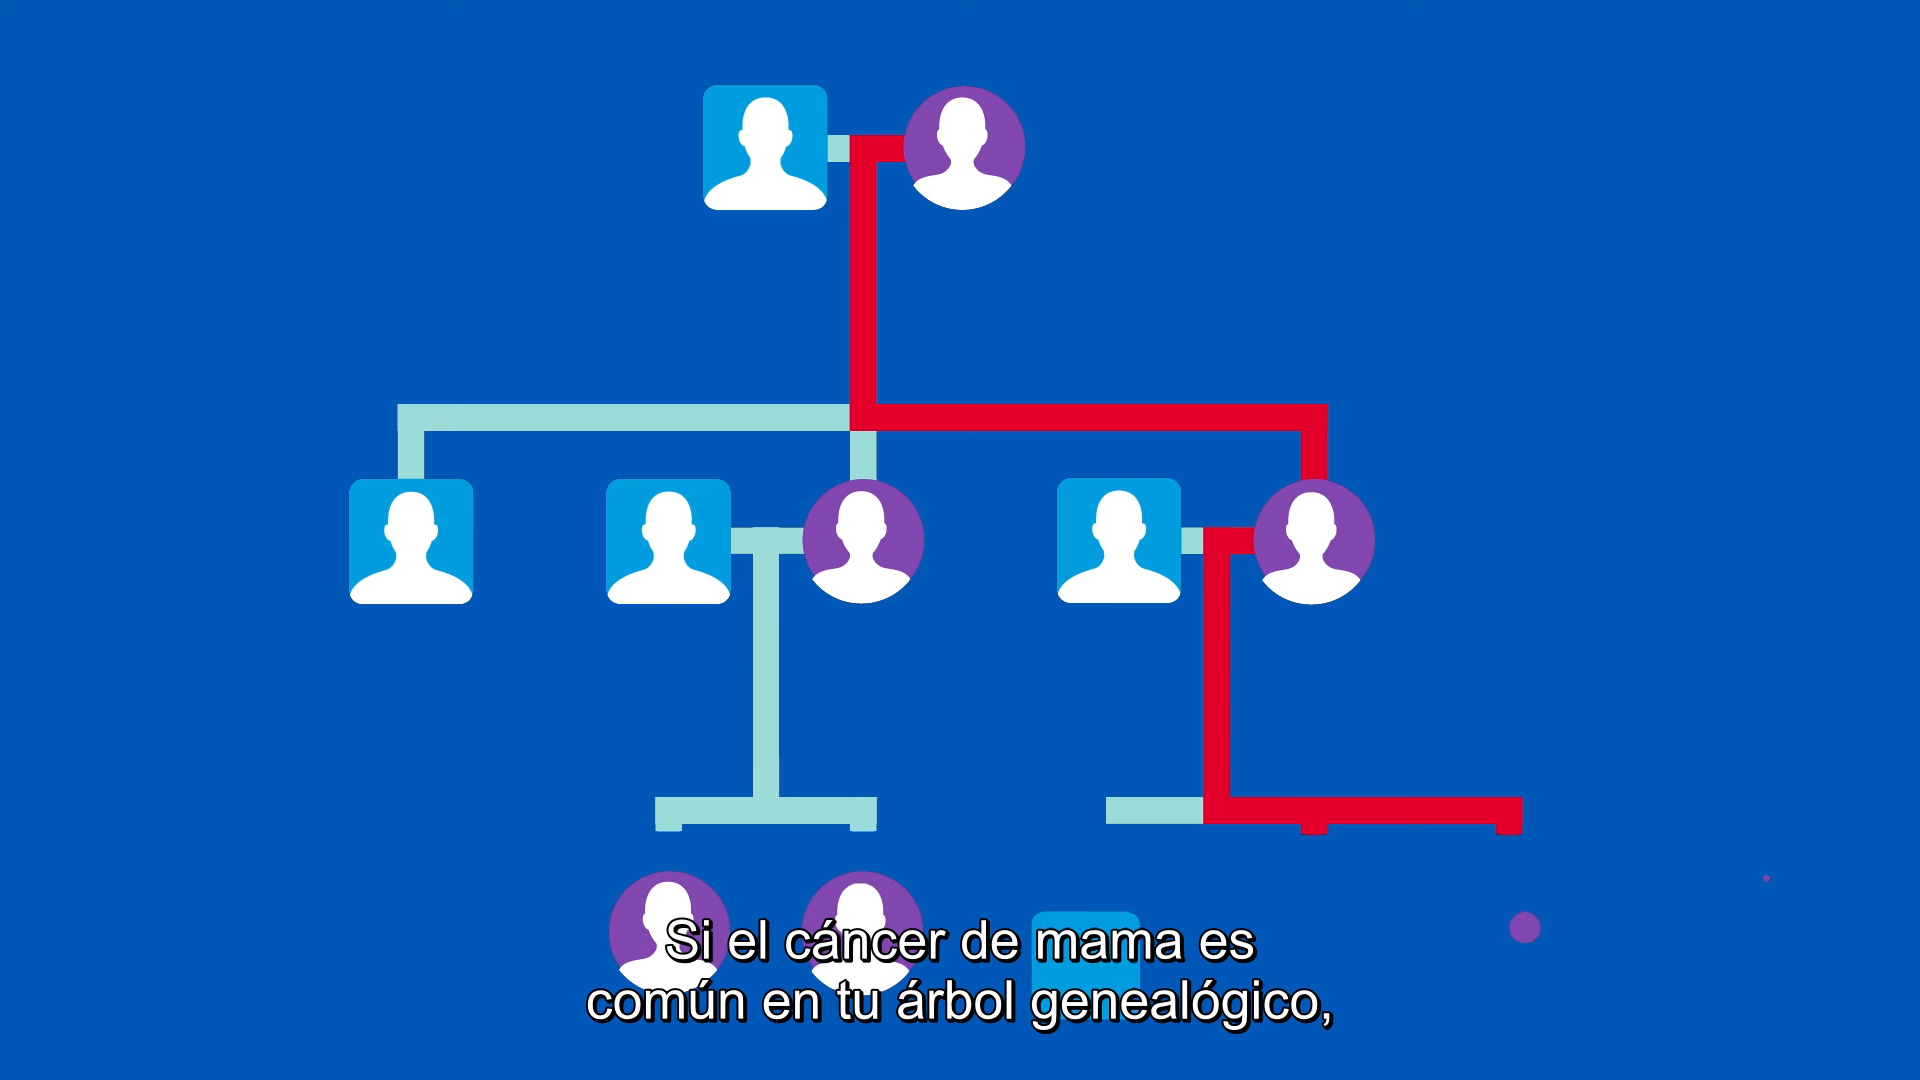 Si el cáncer de mama es
común en tu árbol genealógico,